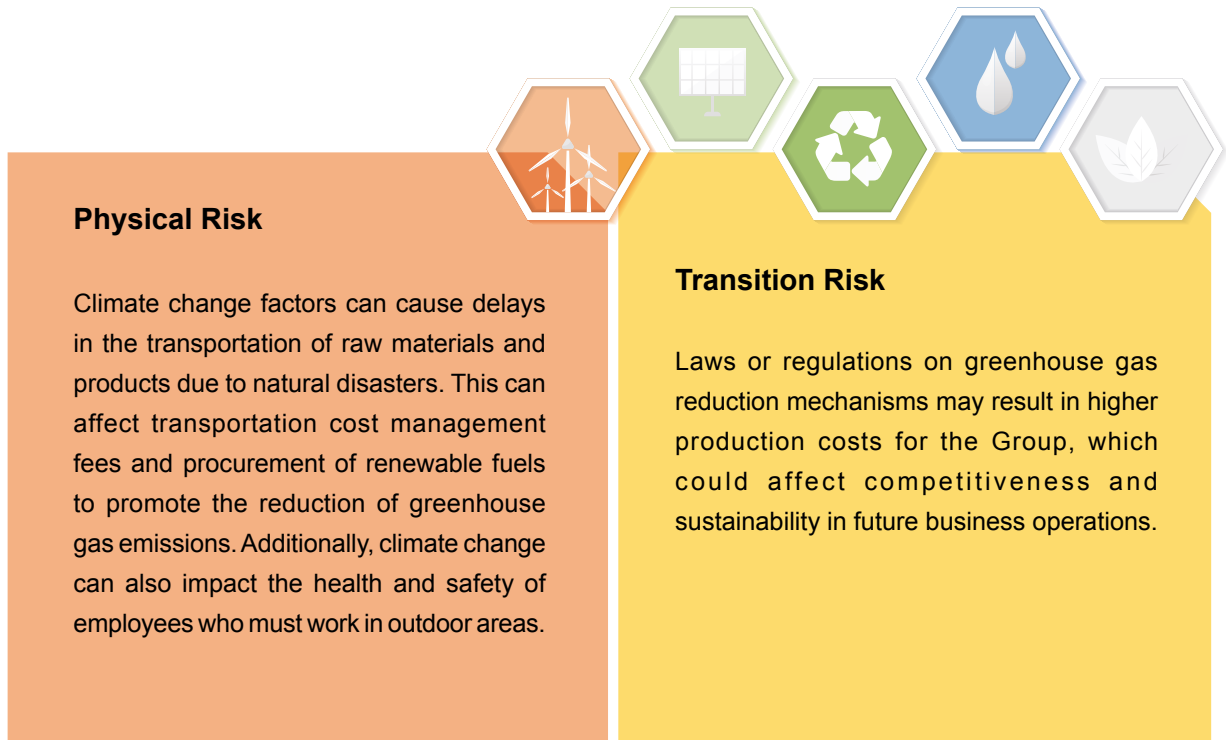 Physical Risk
Climate change factors can cause delays
in the transportation of raw materials and
products due to natural disasters. This can
affect transportation cost management
fees and procurement of renewable fuels
to promote the reduction of greenhouse
gas emissions. Additionally, climate change
can also impact the health and safety of
employees who must work in outdoor areas.
Transition Risk
Laws or regulations on greenhouse gas
reduction mechanisms may result in higher
production costs for the Group, which
could affect competitiveness and
sustainability in future business operations.